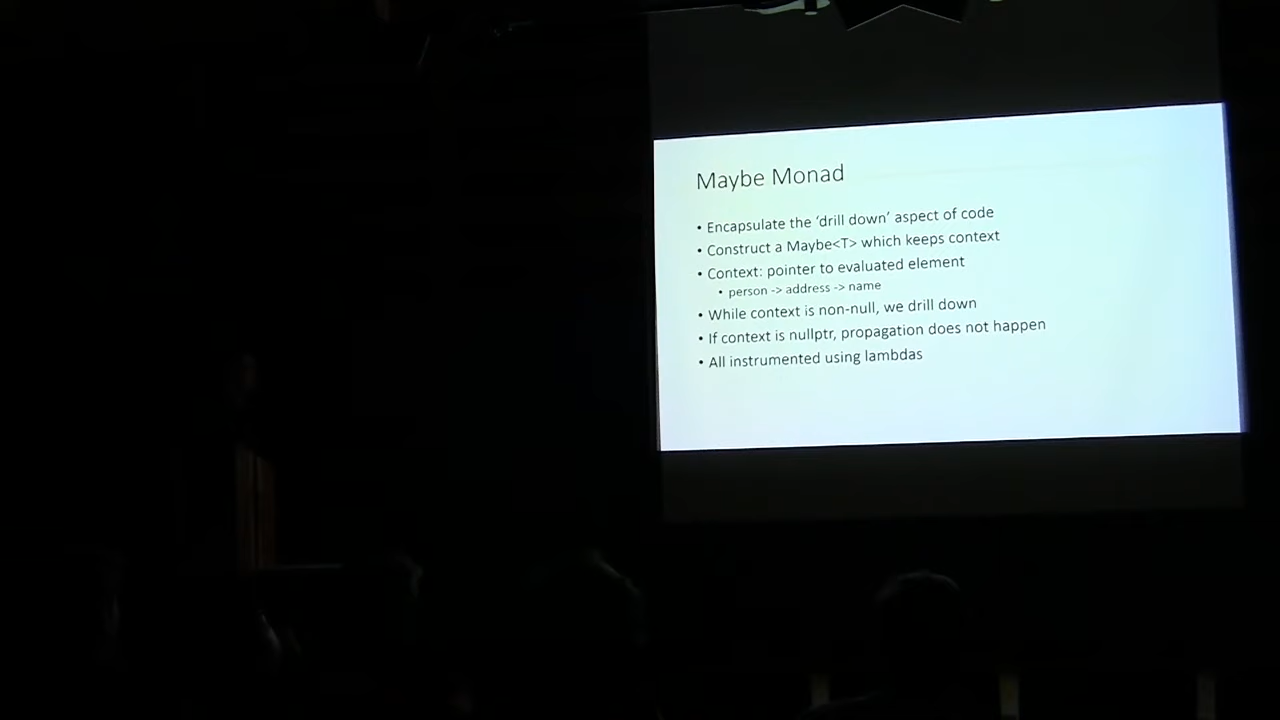 Maybe Monad
• Encapsulate the ‘drill down’ aspect of code
• Construct a Maybe<T> which keeps context
• Context: pointer to evaluated element
• person -> address -> name
• While context is non-null, we drill down
• If context is nullptr, propagation does not happen
• All instrumented using lambdas